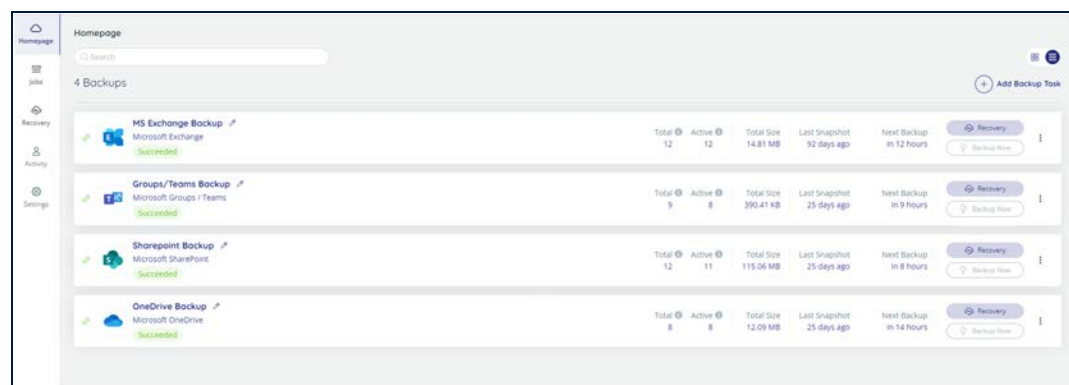 Homepage
Homepage
Search
Jobs
4 Backups
Add Backup Task
Recovery
Activity
Settings
MS Exchange Backup
Microsoft Exchange
Succeeded
Total Active Total Size Last Snapshot Next Backup
12 12 14.81 MB 92 days ago in 12 hours
Recovery
Backup Now
Groups/Teams Backup
Microsoft Groups / Teams
Succeeded
Total Active Total Size Last Snapshot Next Backup
9 8 390.41 KB 25 days ago in 9 hours
Recovery
Backup Now
Sharepoint Backup
Microsoft SharePoint
Succeeded
Total Active Total Size Last Snapshot Next Backup
12 11 115.06 MB 25 days ago in 8 hours
Recovery
Backup Now
OneDrive Backup
Microsoft OneDrive
Succeeded
Total Active Total Size Last Snapshot Next Backup
8 8 12.09 MB 25 days ago in 14 hours
Recovery
Backup Now